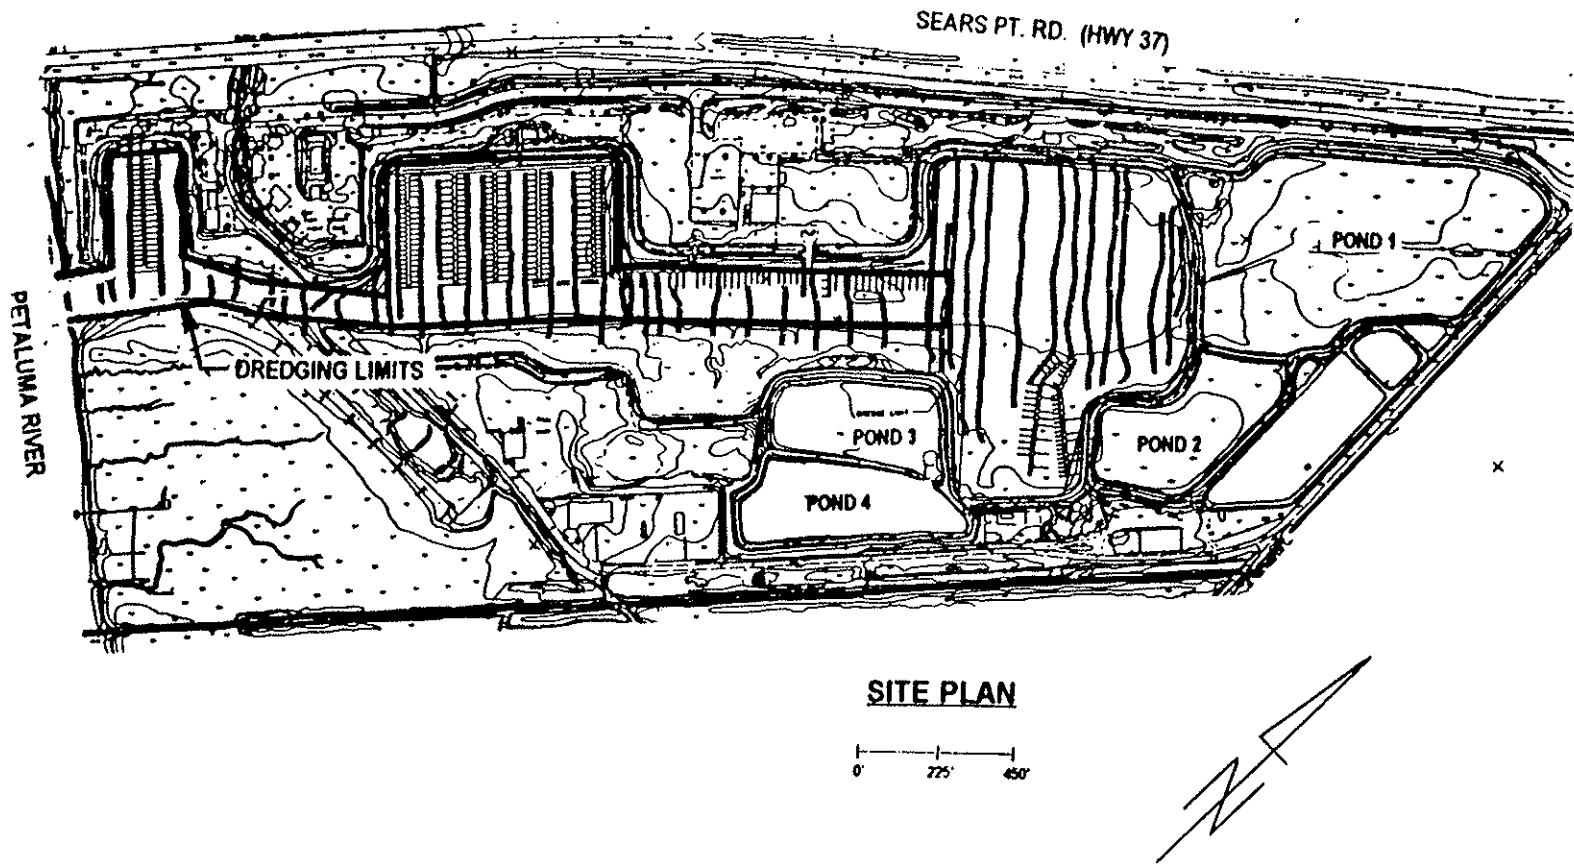 SEARS PT. RD. (HWY 37)
POND 1
PETALUMA RIVER
DREDGING LIMITS
POND 3
POND 2
POND 4
SITE PLAN
0' 225' 450'
N